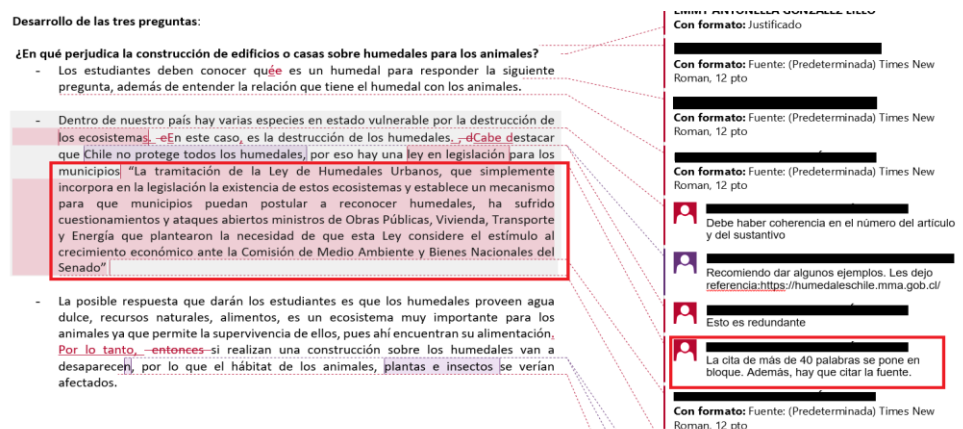 Desarrollo de las tres preguntas:
¿En qué perjudica la construcción de edificios o casas sobre humedales para los animales?
- Los estudiantes deben conocer quée es un humedal para responder la siguiente
pregunta, además de entender la relación que tiene el humedal con los animales.
- Dentro de nuestro país hay varias especies en estado vulnerable por la destrucción de
los ecosistemas. eEn este caso, es la destrucción de los humedales. , dCabe destacar
que Chile no protege todos los humedales, por eso hay una ley en legislación para los
municipios “La tramitación de la Ley de Humedales Urbanos, que simplemente
incorpora en la legislación la existencia de estos ecosistemas y establece un mecanismo
para que municipios puedan postular a reconocer humedales, ha sufrido
cuestionamientos y ataques abiertos ministros de Obras Públicas, Vivienda, Transporte
y Energía que plantearon la necesidad de que esta Ley considere el estímulo al
crecimiento económico ante la Comisión de Medio Ambiente y Bienes Nacionales del
Senado”
- La posible respuesta que darán los estudiantes es que los humedales proveen agua
dulce, recursos naturales, alimentos, es un ecosistema muy importante para los
animales ya que permite la supervivencia de ellos, pues ahí encuentran su alimentación.
Por lo tanto, entonces si realizan una construcción sobre los humedales van a
desaparecen, por lo que el hábitat de los animales, plantas e insectos se verían
afectados.
Con formato: Justificado
Con formato: Fuente: (Predeterminada) Times New
Roman, 12 pto
Con formato: Fuente: (Predeterminada) Times New
Roman, 12 pto
Con formato: Fuente: (Predeterminada) Times New
Roman, 12 pto
Debe haber coherencia en el número del artículo
y del sustantivo
Recomiendo dar algunos ejemplos. Les dejo
referencia:https://humedaleschile.mma.gob.cl/
Esto es redundante
La cita de más de 40 palabras se pone en
bloque. Además, hay que citar la fuente.
Con formato: Fuente: (Predeterminada) Times New
Roman, 12 pto